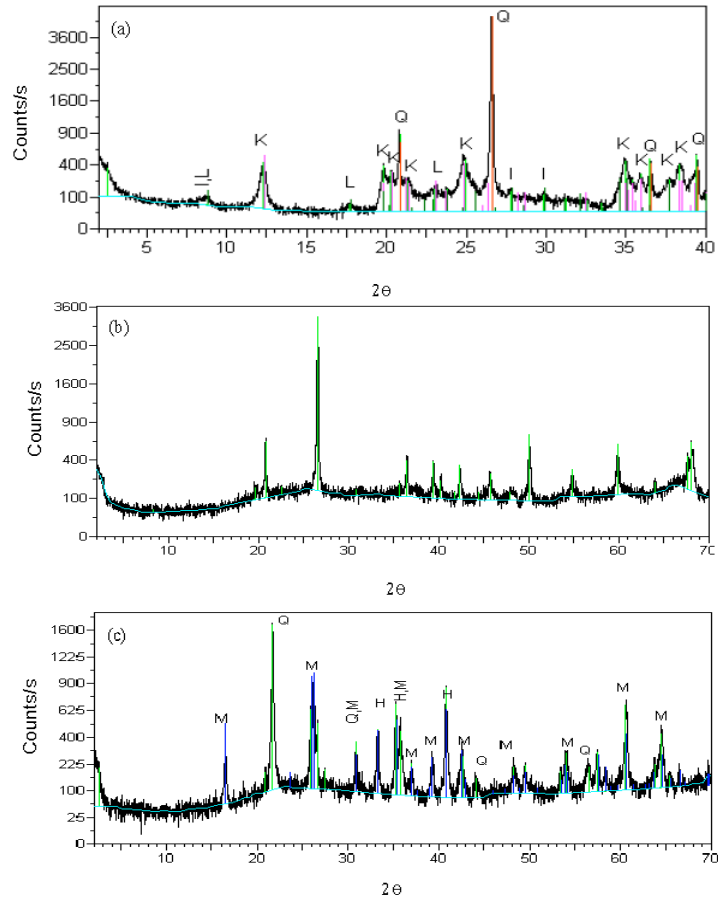 (a)
Counts/s
3600
2500
1600
900
400
100
0
I,L
K
L
K
K
Q
K
L
K
Q
I
I
K
K
Q
K
K
Q
5
10
15
20
25
30
35
40
2θ
(b)
Counts/s
3600
2500
1600
900
400
100
0
10
20
30
40
50
60
70
2θ
(c)
Counts/s
1600
1225
900
625
400
225
100
25
0
M
Q
M
Q,M
H
H,M
M
M
H
M
Q
M
M
Q
M
M
10
20
30
40
50
60
70
2θ